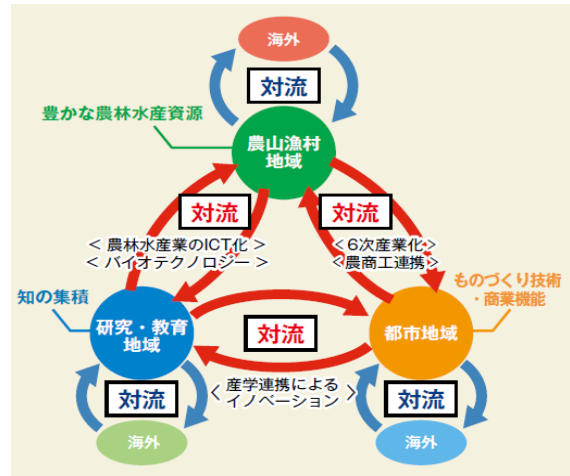 海外
対流
豊かな農林水産資源
農山漁村
地域
対流
対流
<農林水産業のICT化>
<バイオテクノロジー>
<6次産業化>
<農商工連携>
知の集積
ものづくり技術
・商業機能
研究・教育
地域
対流
都市地域
対流
<産学連携による
イノベーション>
対流
海外
海外